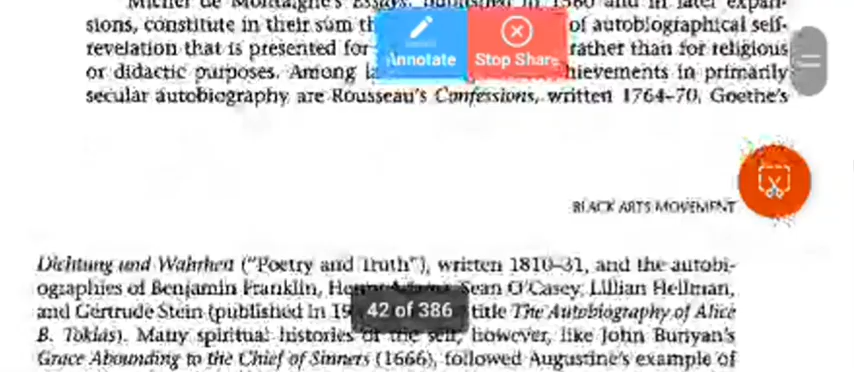 Michel de Montaigne's Essays, published in 1580 and in later expan-
sions, constitute in their sum th of autobiographical self-
revelation that is presented for rather than for religious
or didactic purposes. Among la hievements in primarily
secular autobiography are Rousseau's Confessions, written 1764–70, Goethe's
Annotate
Stop Share
BLACK ARTS MOVEMENT
Dichtung und Wahrheit ("Poetry and Truth"), written 1810–31, and the autobi-
ographies of Benjamin Franklin, Henry Adams, Sean O'Casey, Lillian Hellman,
and Gertrude Stein (published in 19 title The Autobiography of Alice
B. Toklas). Many spiritual histories of the self, however, like John Bunyan's
Grace Abounding to the Chief of Sinners (1666), followed Augustine's example of
42 of 386